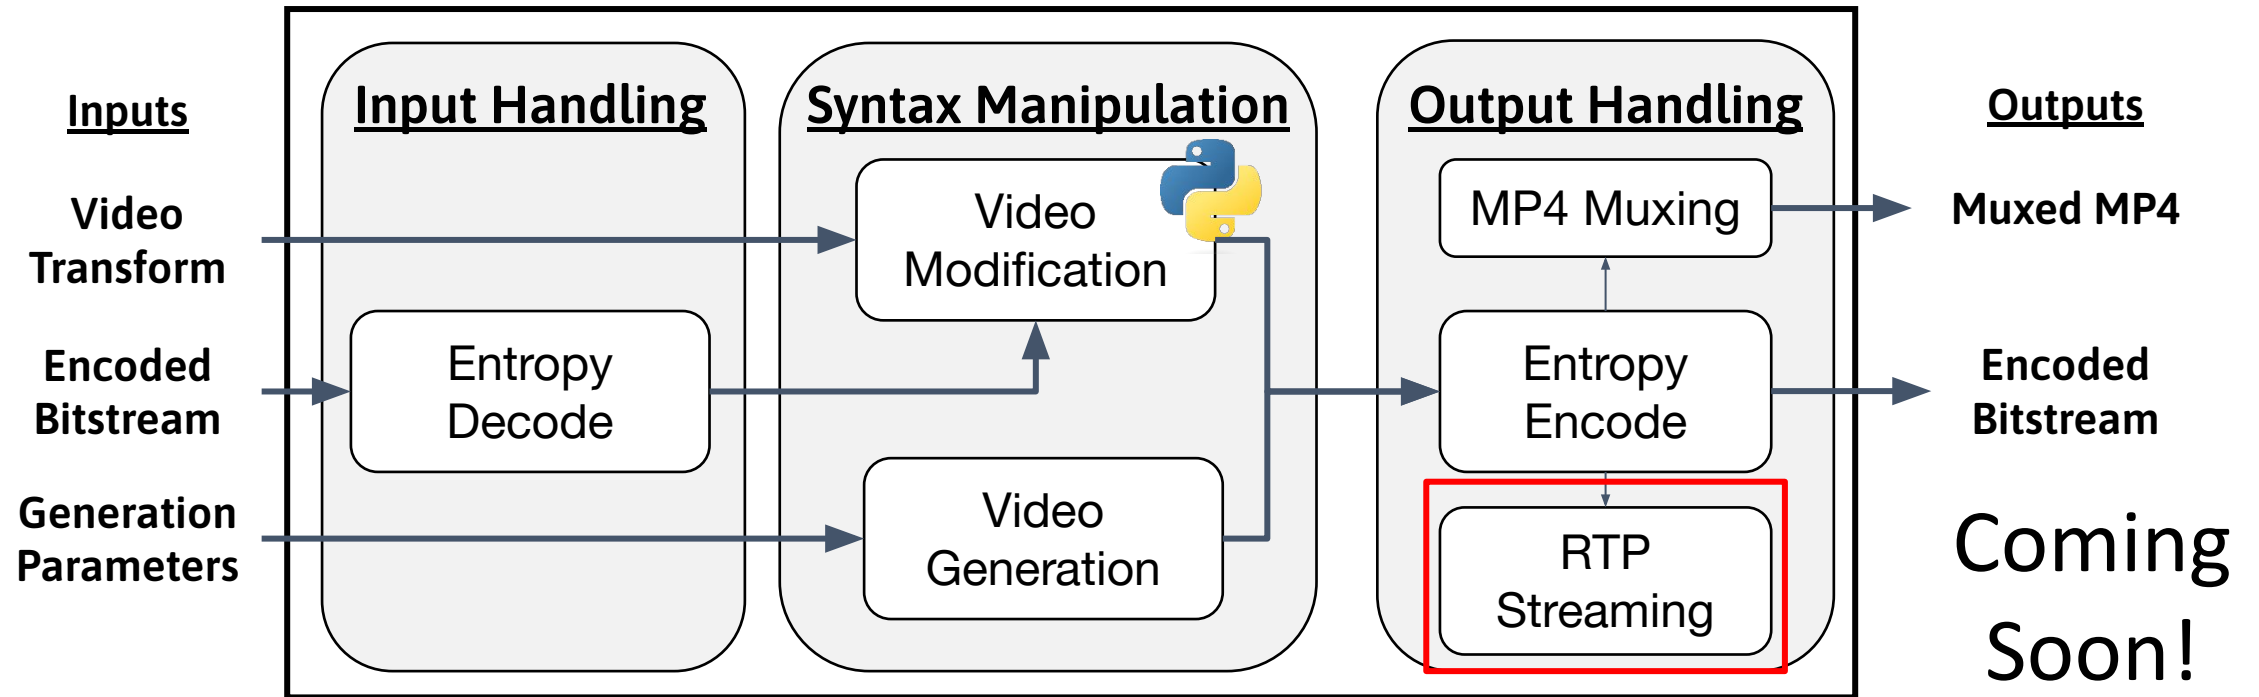 Inputs
Video
Transform
Encoded
Bitstream
Generation
Parameters
Input Handling
Entropy
Decode
Syntax Manipulation
Video
Modification
Video
Generation
Output Handling
MP4 Muxing
Entropy
Encode
RTP
Streaming
Outputs
Muxed MP4
Encoded
Bitstream
Coming
Soon!